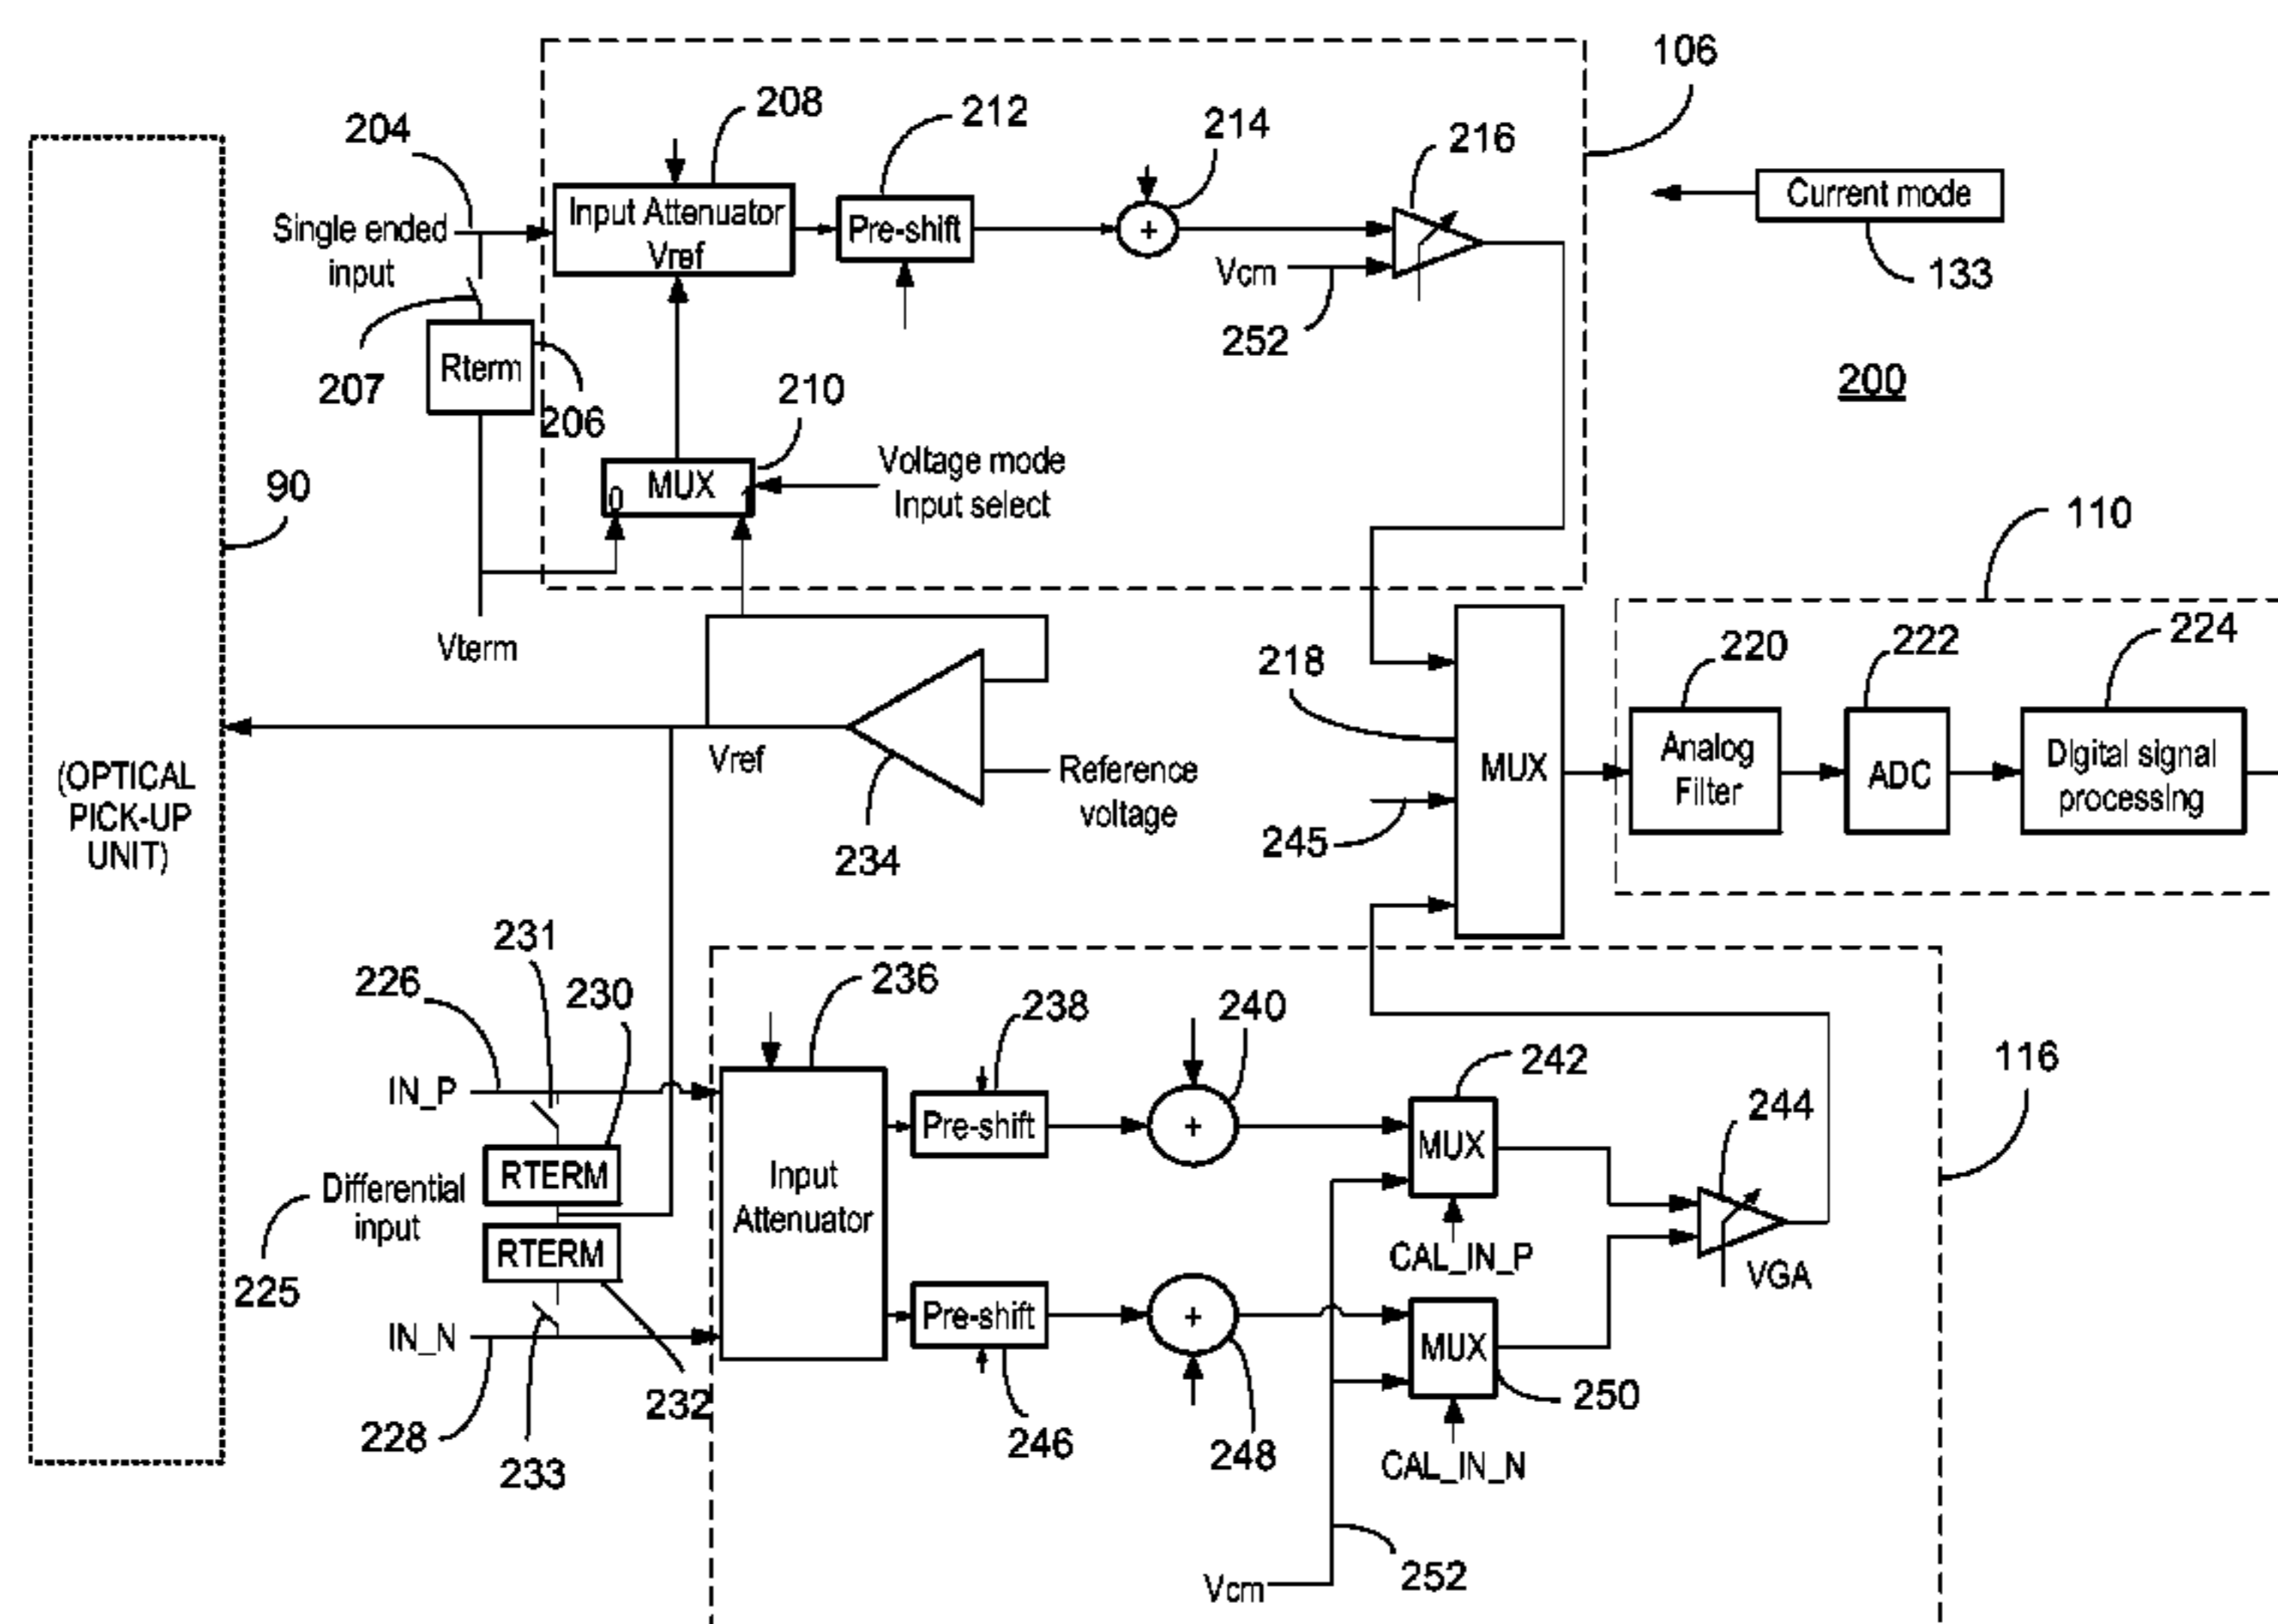 106
208
212
214
216
204
Single ended
input
Input Attenuator
Vref
Pre-shift
+
Current mode
133
Vcm
252
207
Rterm
206
200
210
0 MUX
Voltage mode
Input select
90
110
Vterm
218
220
222
224
(OPTICAL
PICK-UP
UNIT)
Vref
234
Reference
voltage
245
MUX
Analog
Filter
ADC
Digital signal
processing
231
226
230
236
238
240
242
244
116
IN_P
RTERM
Differential
input
225
RTERM
IN_N
228
233
232
Input
Attenuator
Pre-shift
+
MUX
CAL_IN_P
VGA
Pre-shift
+
MUX
250
246
248
CAL_IN_N
252
Vcm